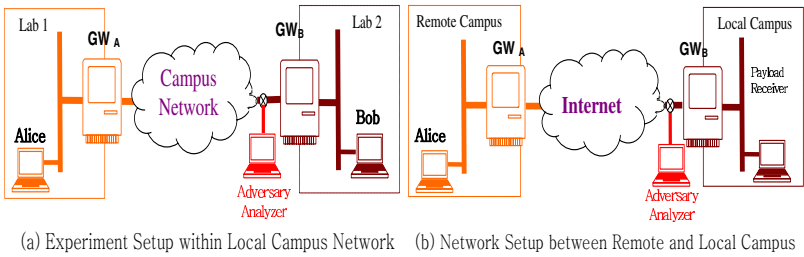 Lab 1
GW A
Campus
Network
Alice
Lab 2
GWB
Bob
Adversary
Analyzer
(a) Experiment Setup within Local Campus Network
Remote Campus
GW A
Internet
Alice
Local Campus
GWB
Payload
Receiver
Adversary
Analyzer
(b) Network Setup between Remote and Local Campus